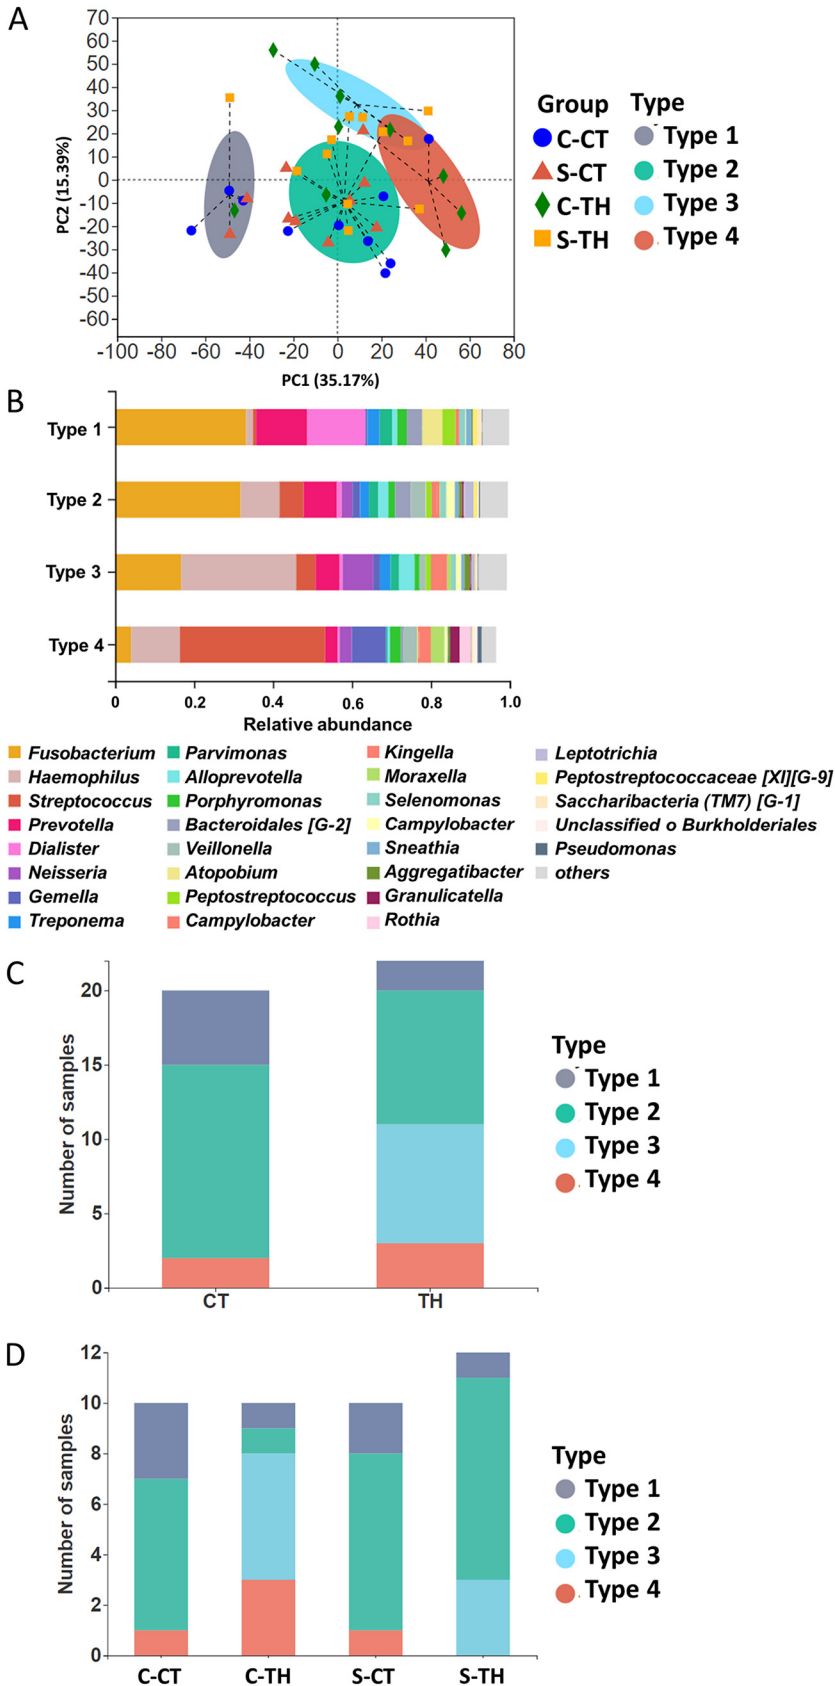 A
70
60
50
40
30
20
10
0
-10
-20
-30
-40
-50
-60
PC2 (15.39%)
-100 -80 -60 -40 -20 0 20 40 60 80
PC1 (35.17%)
Group Type
C-CT Type 1
S-CT Type 2
C-TH Type 3
S-TH Type 4
B
Type 1
Type 2
Type 3
Type 4
0 0.2 0.4 0.6 0.8 1.0
Relative abundance
Fusobacterium Parvimonas Kingella Leptotrichia
Haemophilus Alloprevotella Moraxella Peptostreptococcaceae [XI][G-9]
Streptococcus Porphyromonas Selenomonas Saccharibacteria (TM7) [G-1]
Prevotella Bacteroidales [G-2] Campylobacter Unclassified o Burkholderiales
Dialister Veillonella Sneathia Pseudomonas
Neisseria Atopobium Aggregatibacter others
Gemella Peptostreptococcus Granulicatella
Treponema Campylobacter Rothia
C
20
15
10
5
0
Number of samples
CT TH
Type
Type 1
Type 2
Type 3
Type 4
D
12
10
8
6
4
2
0
Number of samples
C-CT C-TH S-CT S-TH
Type
Type 1
Type 2
Type 3
Type 4